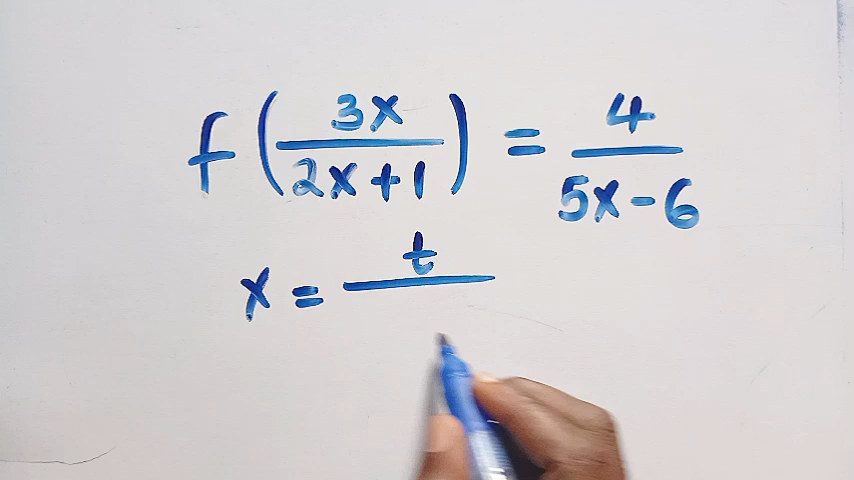 f(3x/2x+1) = 4/5x-6
x = t/